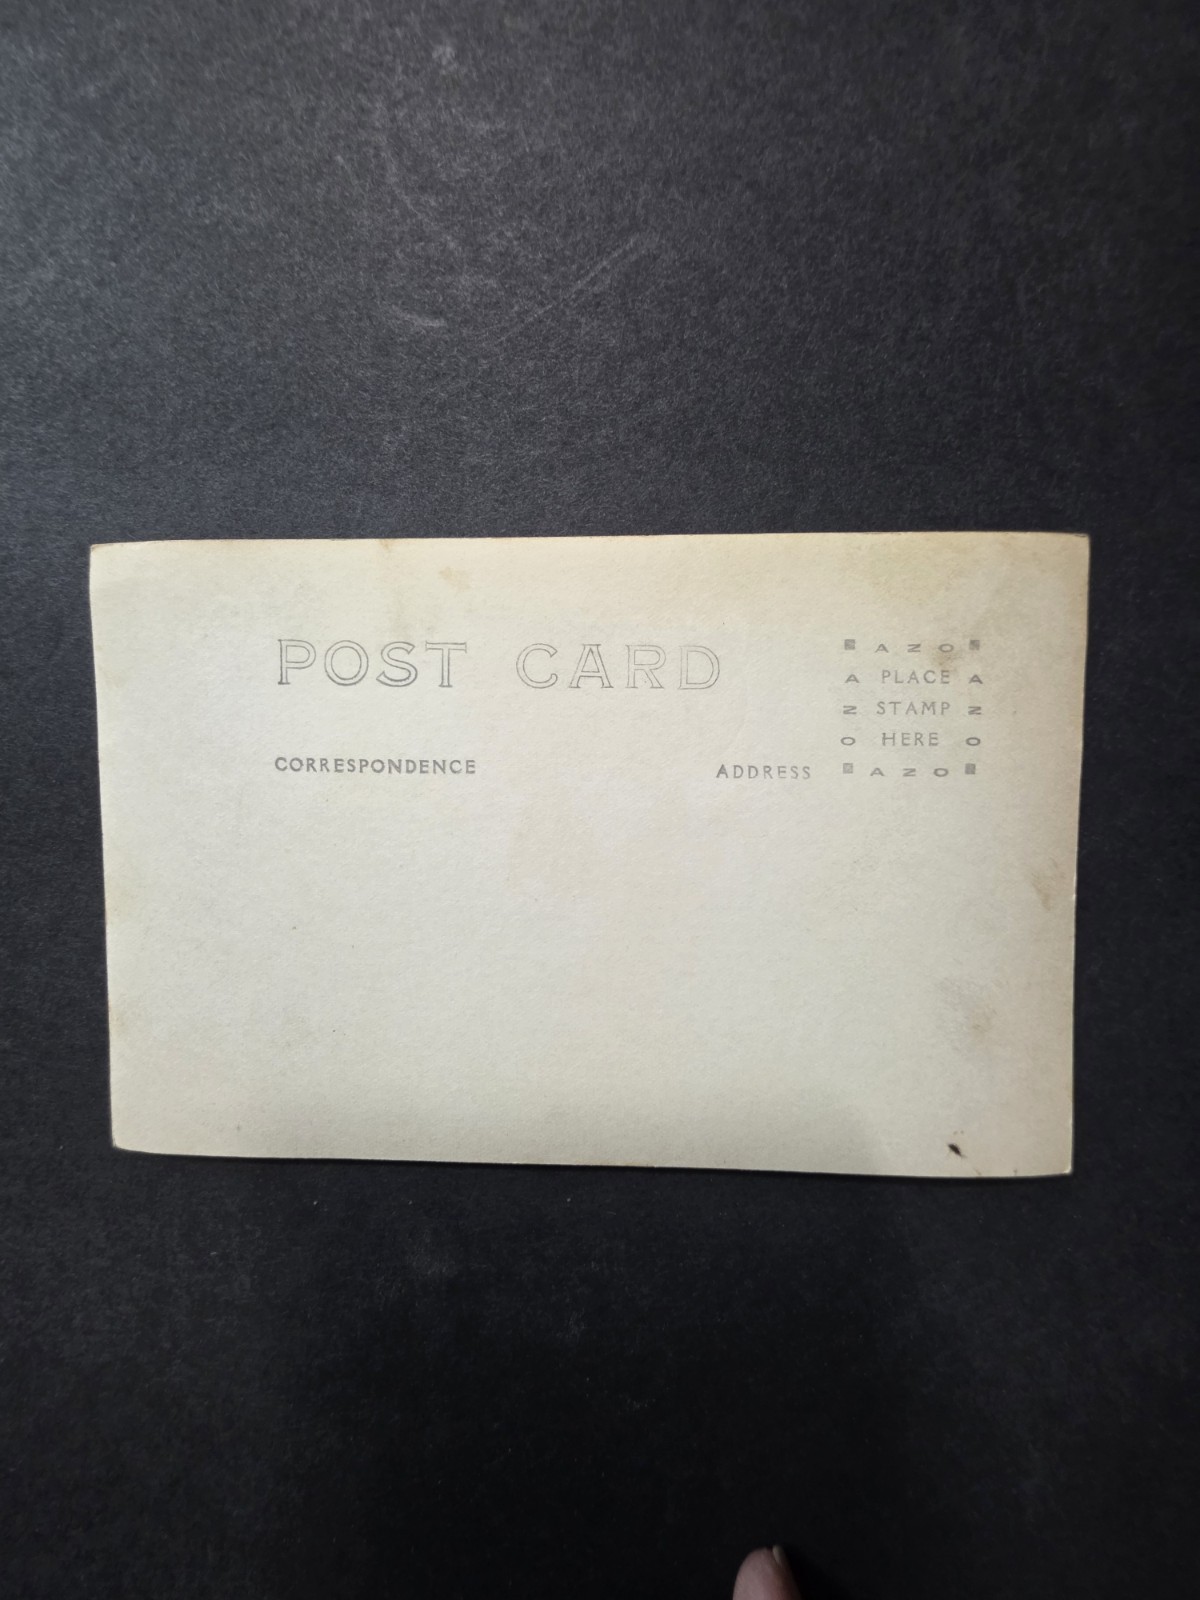 POST CARD
CORRESPONDENCE
ADDRESS
AZO
A PLACE A
Z STAMP Z
O HERE O
AZO